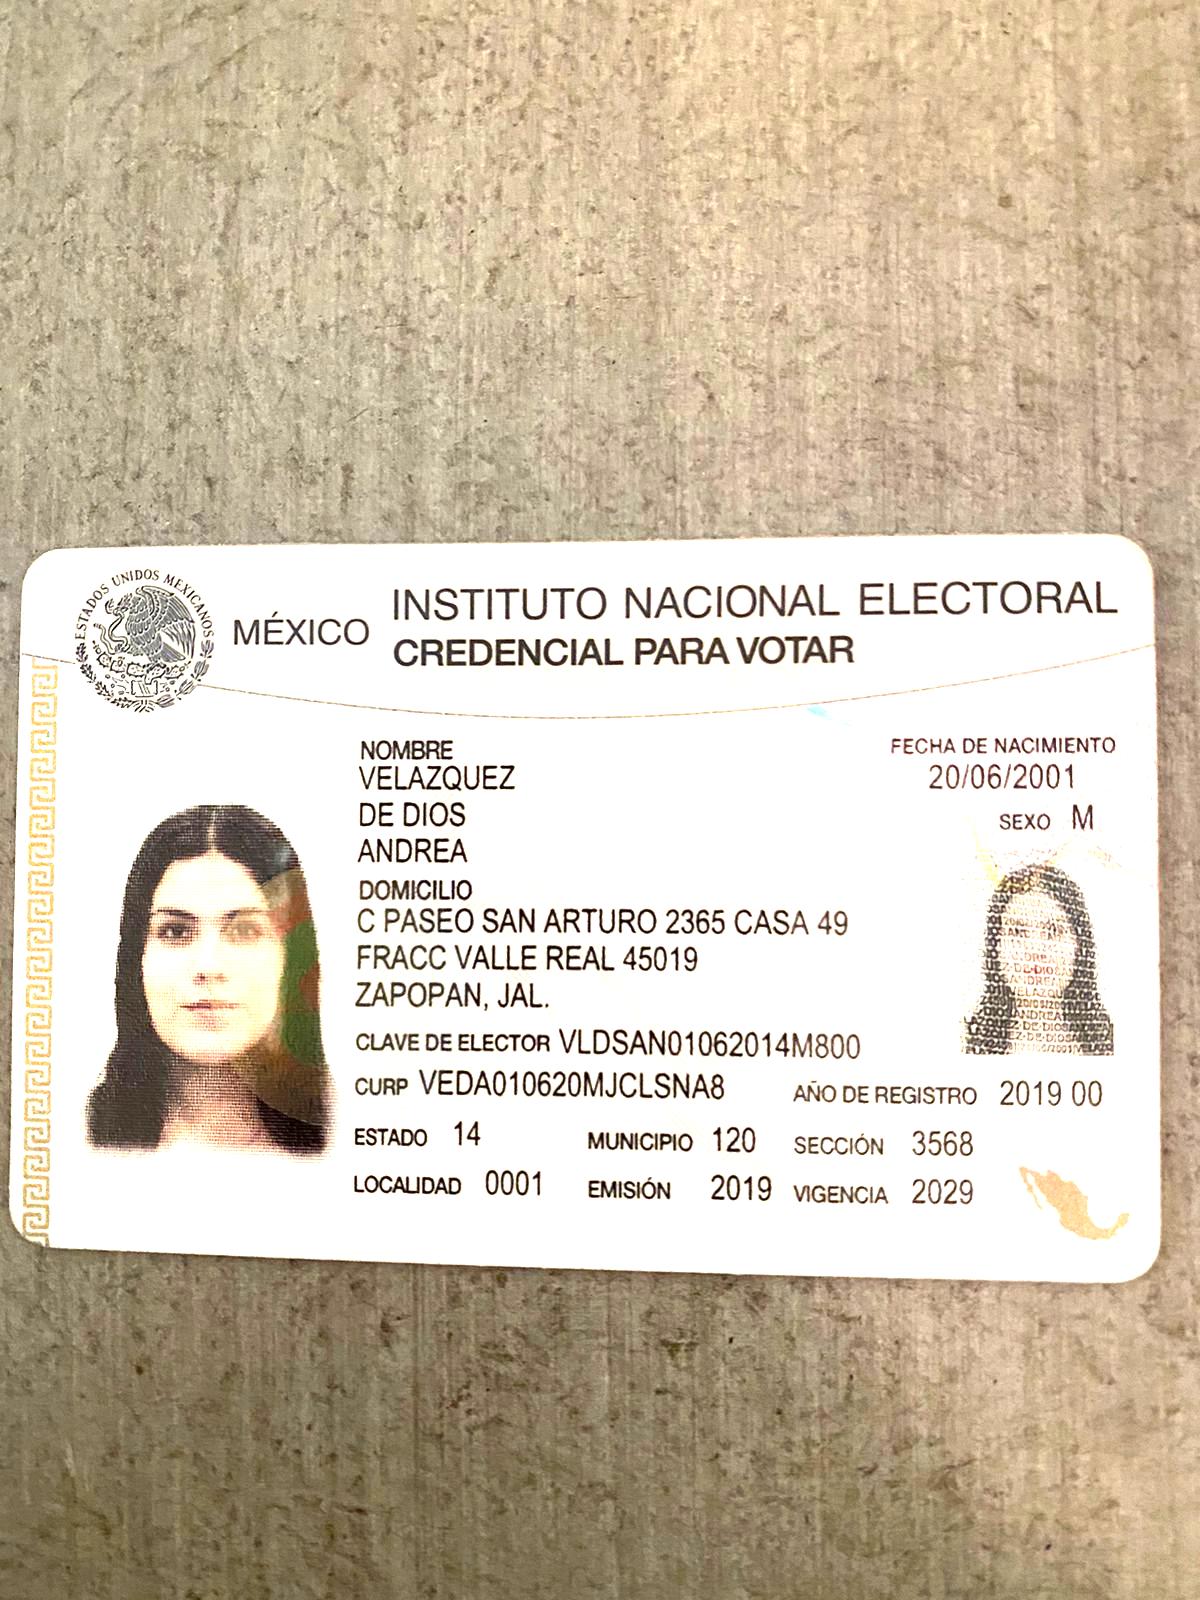 ESTADOS UNIDOS MEXICANOS
MÉXICO
INSTITUTO NACIONAL ELECTORAL
CREDENCIAL PARA VOTAR
NOMBRE
VELAZQUEZ
DE DIOS
ANDREA
FECHA DE NACIMIENTO
20/06/2001
SEXO M
DOMICILIO
C PASEO SAN ARTURO 2365 CASA 49
FRACC VALLE REAL 45019
ZAPOPAN, JAL.
CLAVE DE ELECTOR VLDSAN01062014M800
CURP VEDA010620MJCLSNA8 AÑO DE REGISTRO 2019 00
ESTADO 14 MUNICIPIO 120 SECCIÓN 3568
LOCALIDAD 0001 EMISIÓN 2019 VIGENCIA 2029